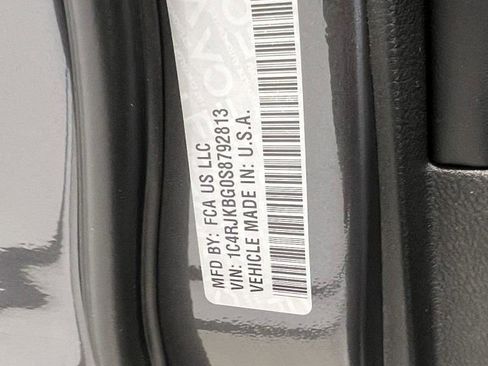 MFD BY: FCA US LLC
VIN: 1C4RJKBG0S8792813
VEHICLE MADE IN: U.S.A.